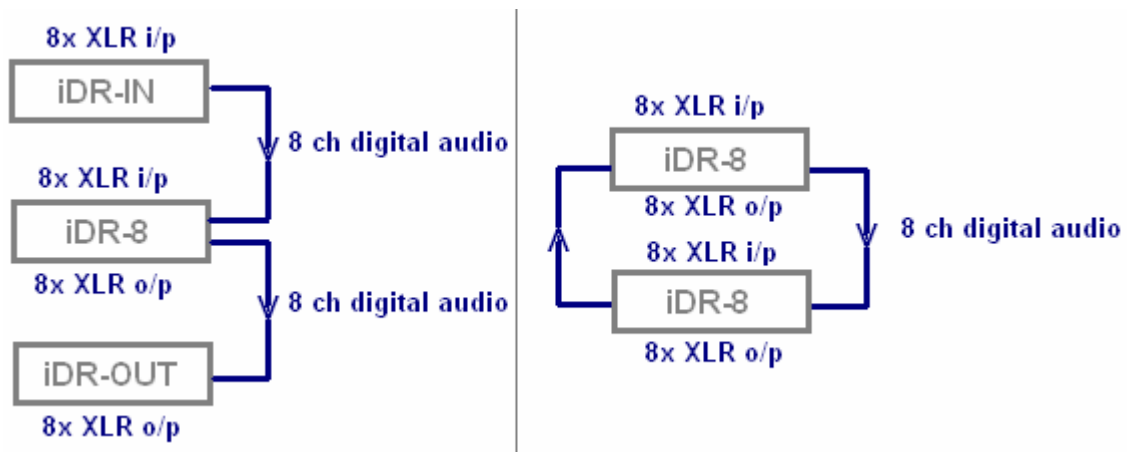 8x XLR i/p
iDR-IN
8 ch digital audio
8x XLR i/p
iDR-8
8x XLR o/p
8 ch digital audio
iDR-OUT
8x XLR o/p
8x XLR i/p
iDR-8
8x XLR o/p
8 ch digital audio
8x XLR i/p
iDR-8
8x XLR o/p